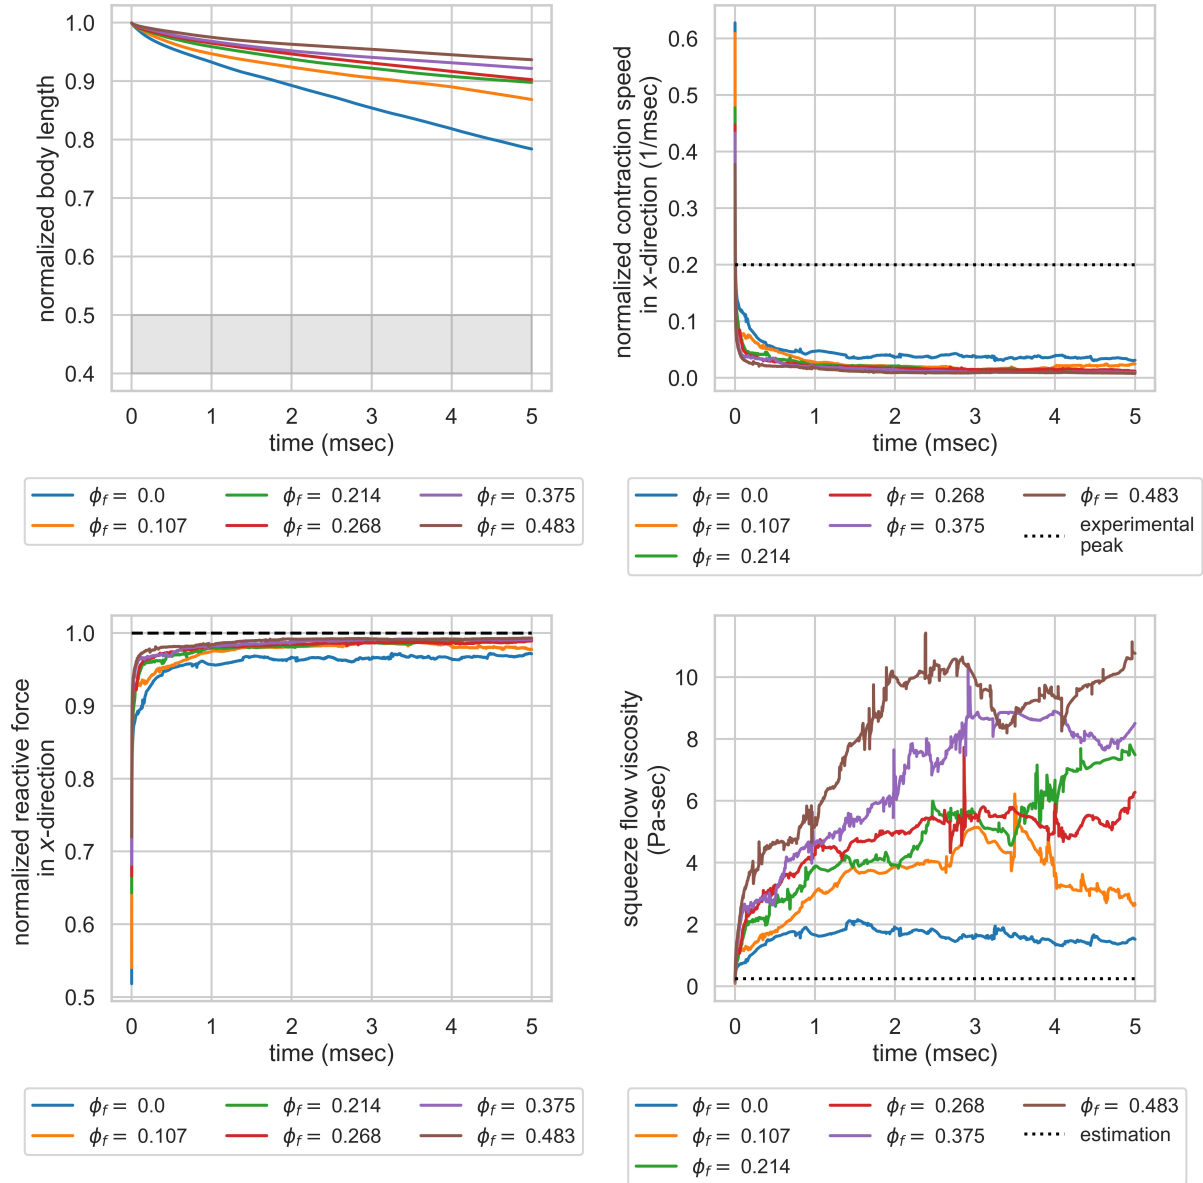 1.0
0.9
0.8
0.7
0.6
0.5
0.4
normalized body length
0 1 2 3 4 5
time (msec)
ϕf = 0.0
ϕf = 0.214
ϕf = 0.375
ϕf = 0.107
ϕf = 0.268
ϕf = 0.483
0.6
0.5
0.4
0.3
0.2
0.1
0.0
normalized contraction speed
in x-direction (1/msec)
0 1 2 3 4 5
time (msec)
ϕf = 0.0
ϕf = 0.268
ϕf = 0.483
ϕf = 0.107
ϕf = 0.375
experimental
peak
ϕf = 0.214
1.0
0.9
0.8
0.7
0.6
0.5
normalized reactive force
in x-direction
0 1 2 3 4 5
time (msec)
ϕf = 0.0
ϕf = 0.214
ϕf = 0.375
ϕf = 0.107
ϕf = 0.268
ϕf = 0.483
10
8
6
4
2
0
squeeze flow viscosity
(Pa-sec)
0 1 2 3 4 5
time (msec)
ϕf = 0.0
ϕf = 0.268
ϕf = 0.483
ϕf = 0.107
ϕf = 0.375
estimation
ϕf = 0.214